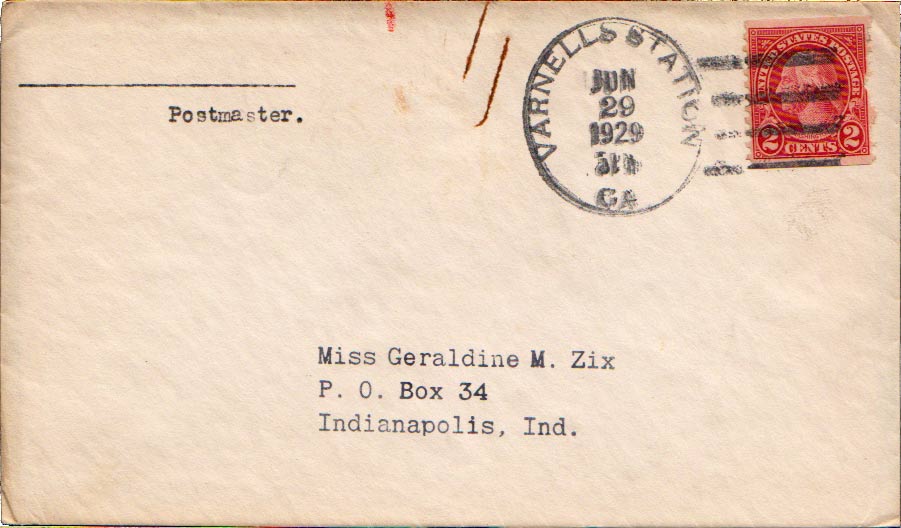 Postmaster.
VARNELLS STATION
JUN
29
1929
GA
UNITED STATES POSTAGE
2 CENTS 2
Miss Geraldine M. Zix
P. O. Box 34
Indianapolis, Ind.